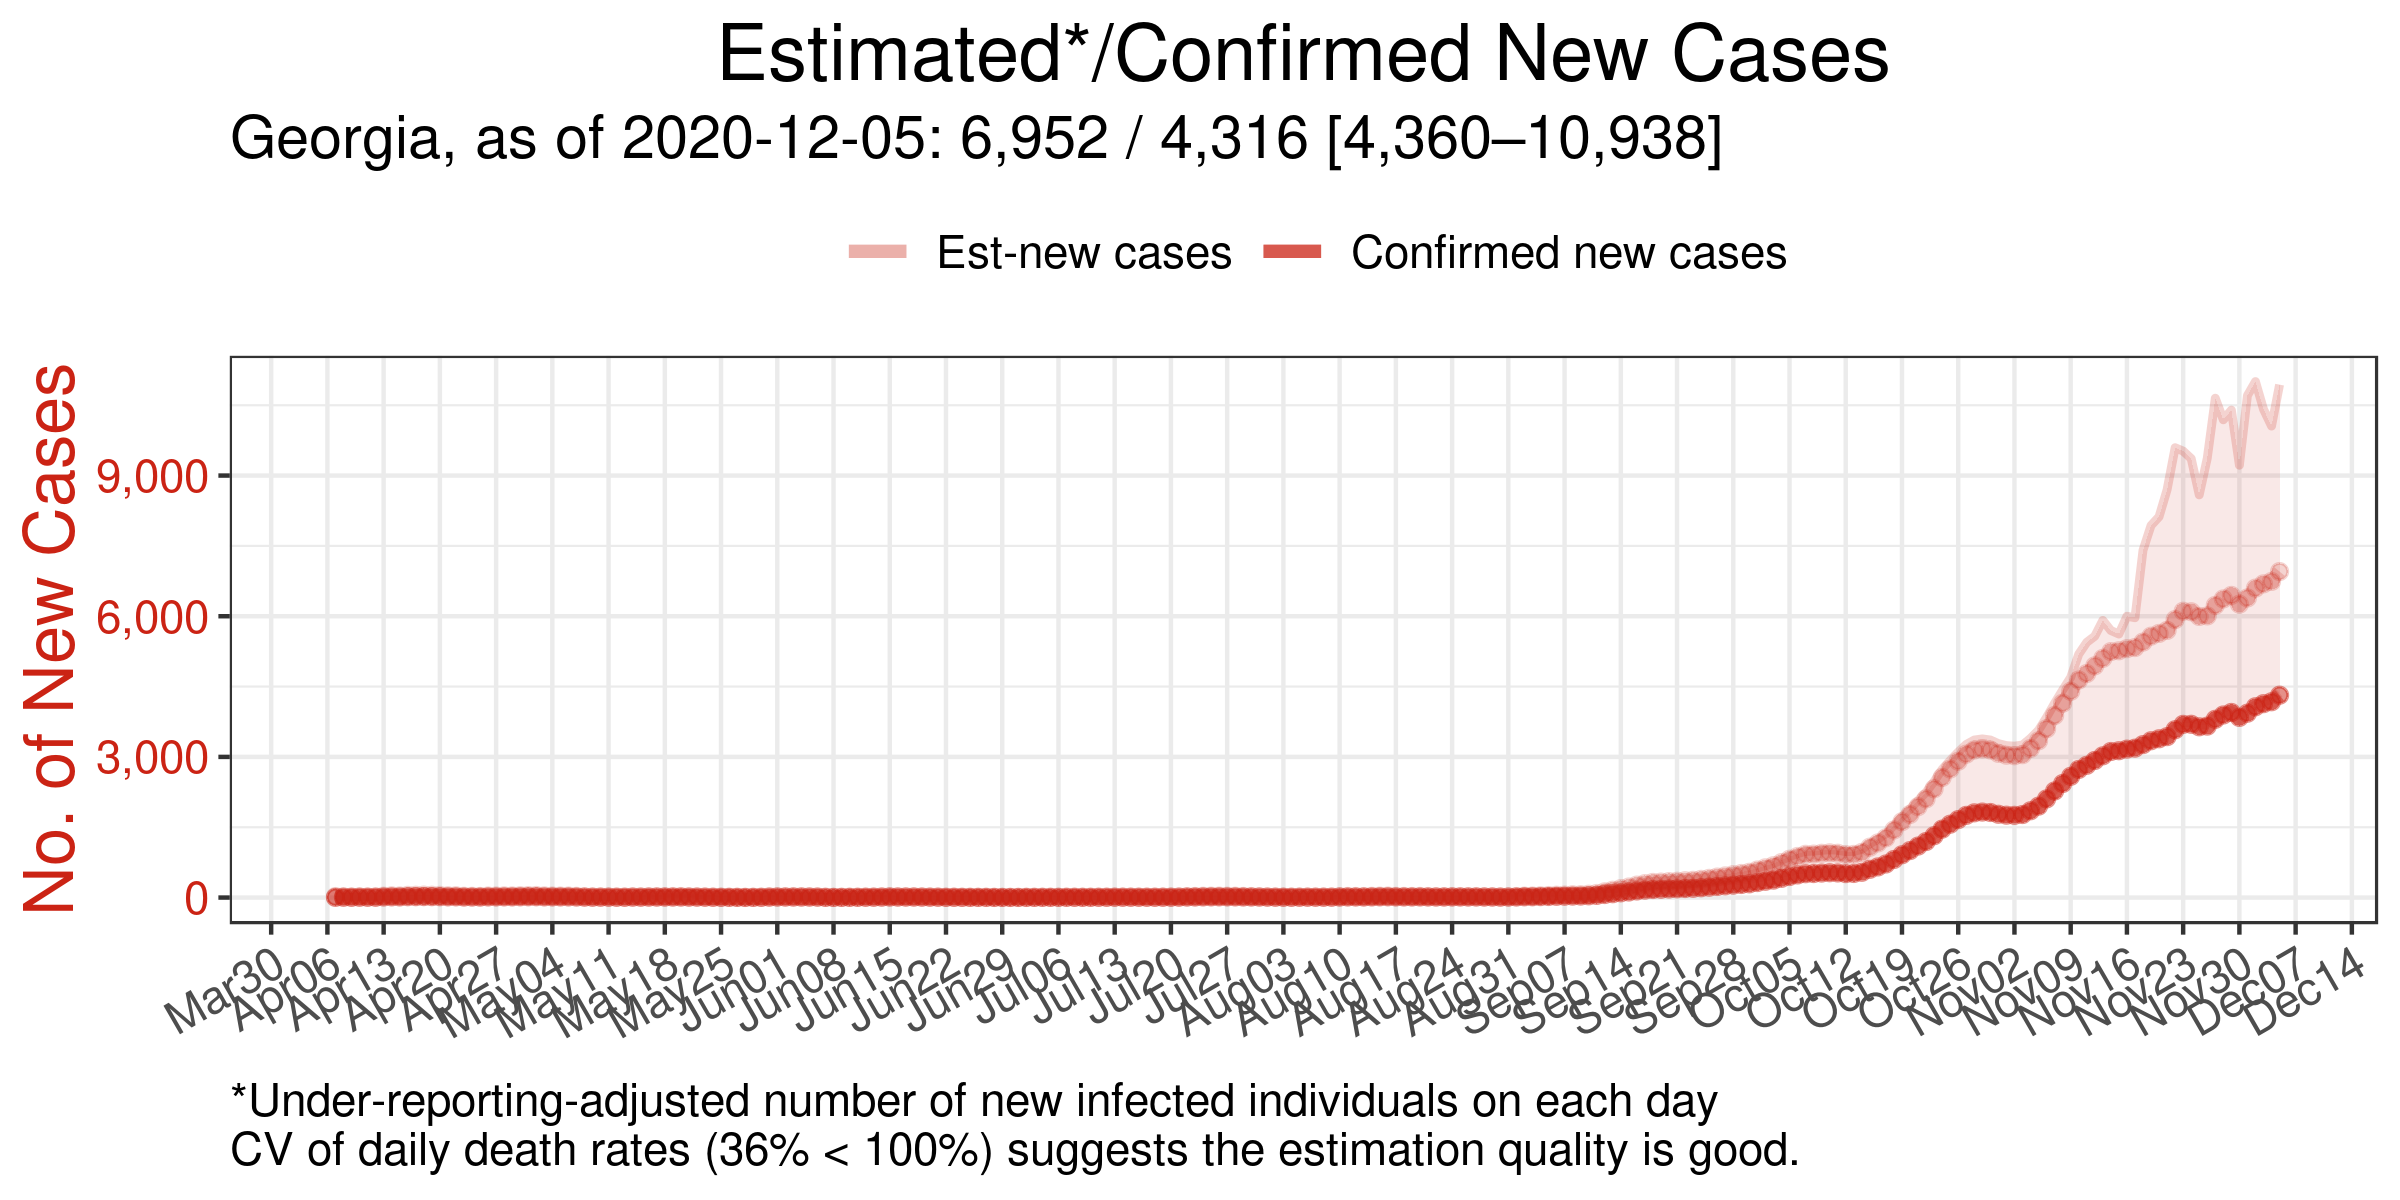 Estimated*/Confirmed New Cases
Georgia, as of 2020-12-05: 6,952 / 4,316 [4,360–10,938]
Est-new cases Confirmed new cases
No. of New Cases
9,000
6,000
3,000
0
Mar30 Apr06 Apr13 Apr20 Apr27 May04 May11 May18 May25 Jun01 Jun08 Jun15 Jun22 Jun29 Jul06 Jul13 Jul20 Jul27 Aug03 Aug10 Aug17 Aug24 Aug31 Sep07 Sep14 Sep21 Sep28 Oct05 Oct12 Oct19 Oct26 Nov02 Nov09 Nov16 Nov23 Nov30 Dec07 Dec14
*Under-reporting-adjusted number of new infected individuals on each day
CV of daily death rates (36% < 100%) suggests the estimation quality is good.